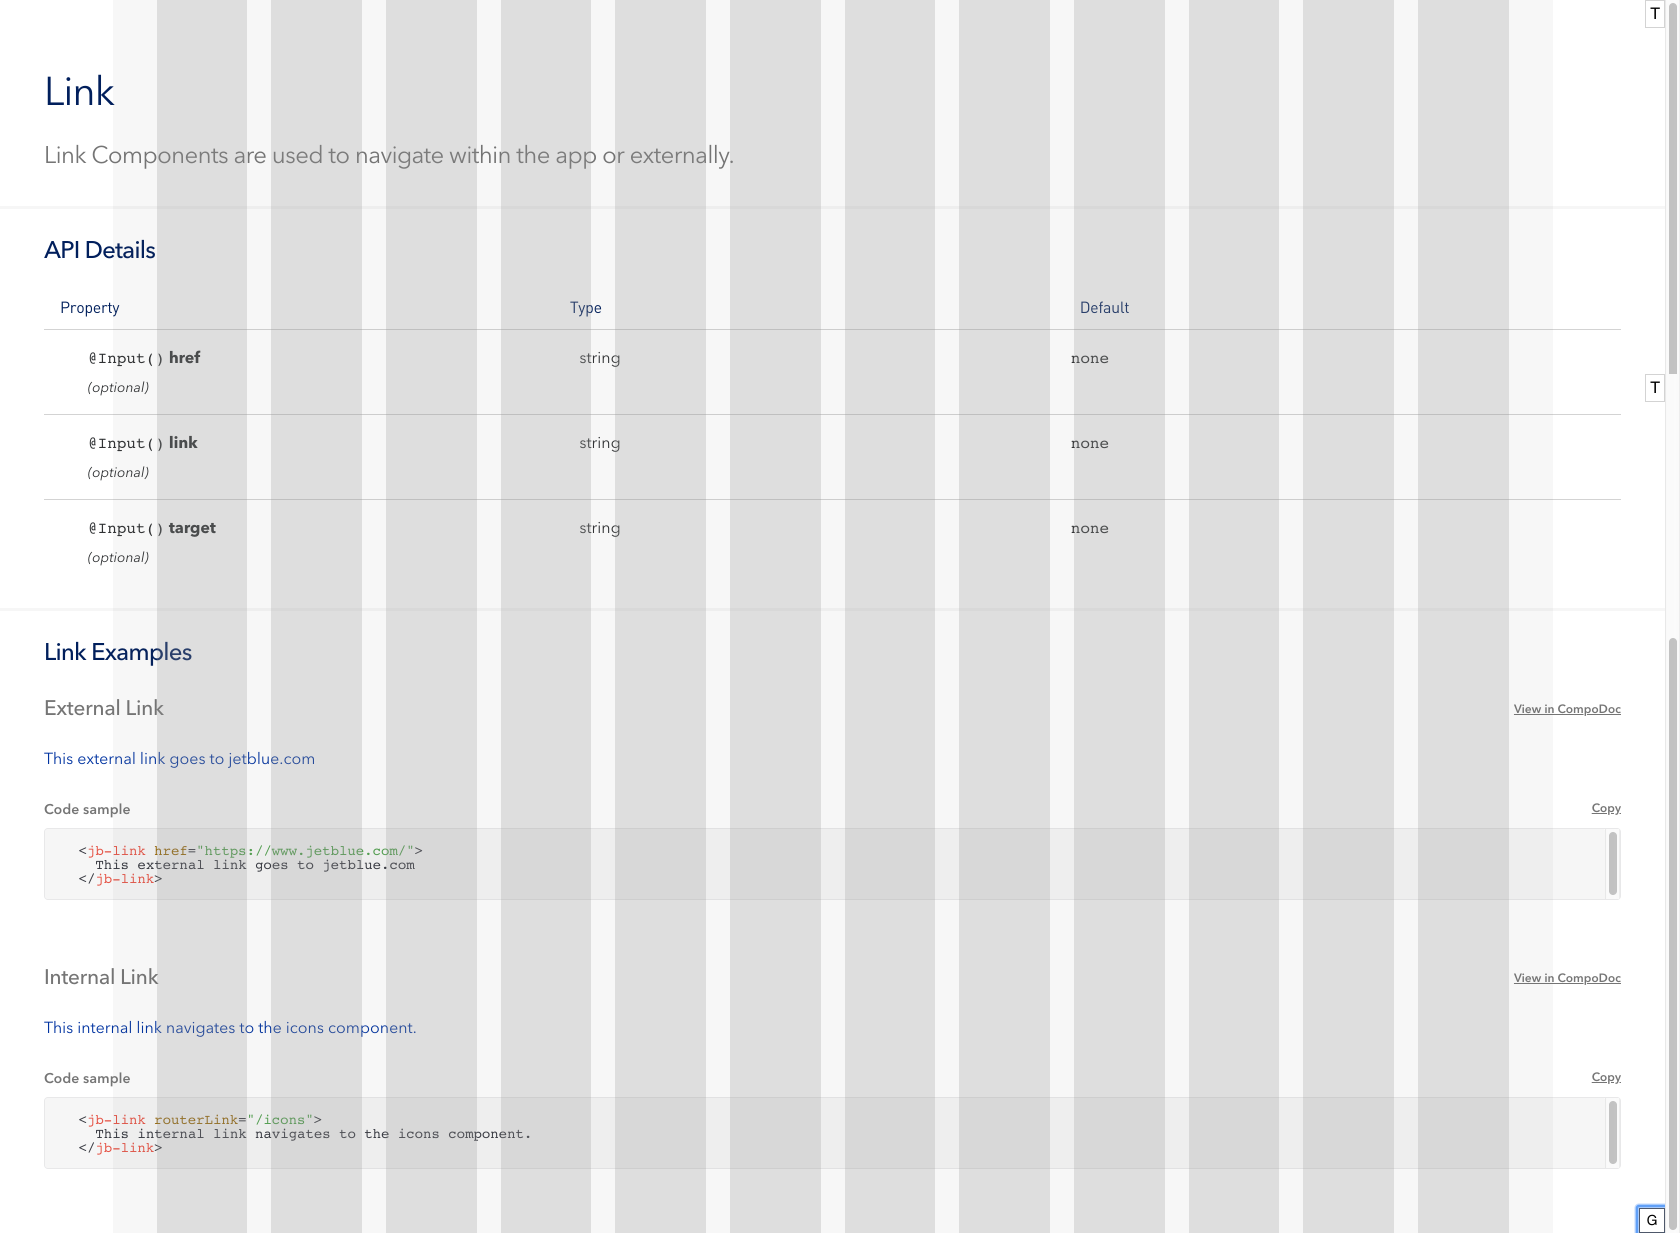 T
Link
Link Components are used to navigate within the app or externally.
API Details
Property Type Default
@Input() href string none
(optional)
T
@Input() link string none
(optional)
@Input() target string none
(optional)
Link Examples
External Link View in CompoDoc
This external link goes to jetblue.com
Code sample Copy
<jb-link href="https://www.jetblue.com/">
This external link goes to jetblue.com
</jb-link>
Internal Link View in CompoDoc
This internal link navigates to the icons component.
Code sample Copy
<jb-link routerLink="/icons">
This internal link navigates to the icons component.
</jb-link>
G